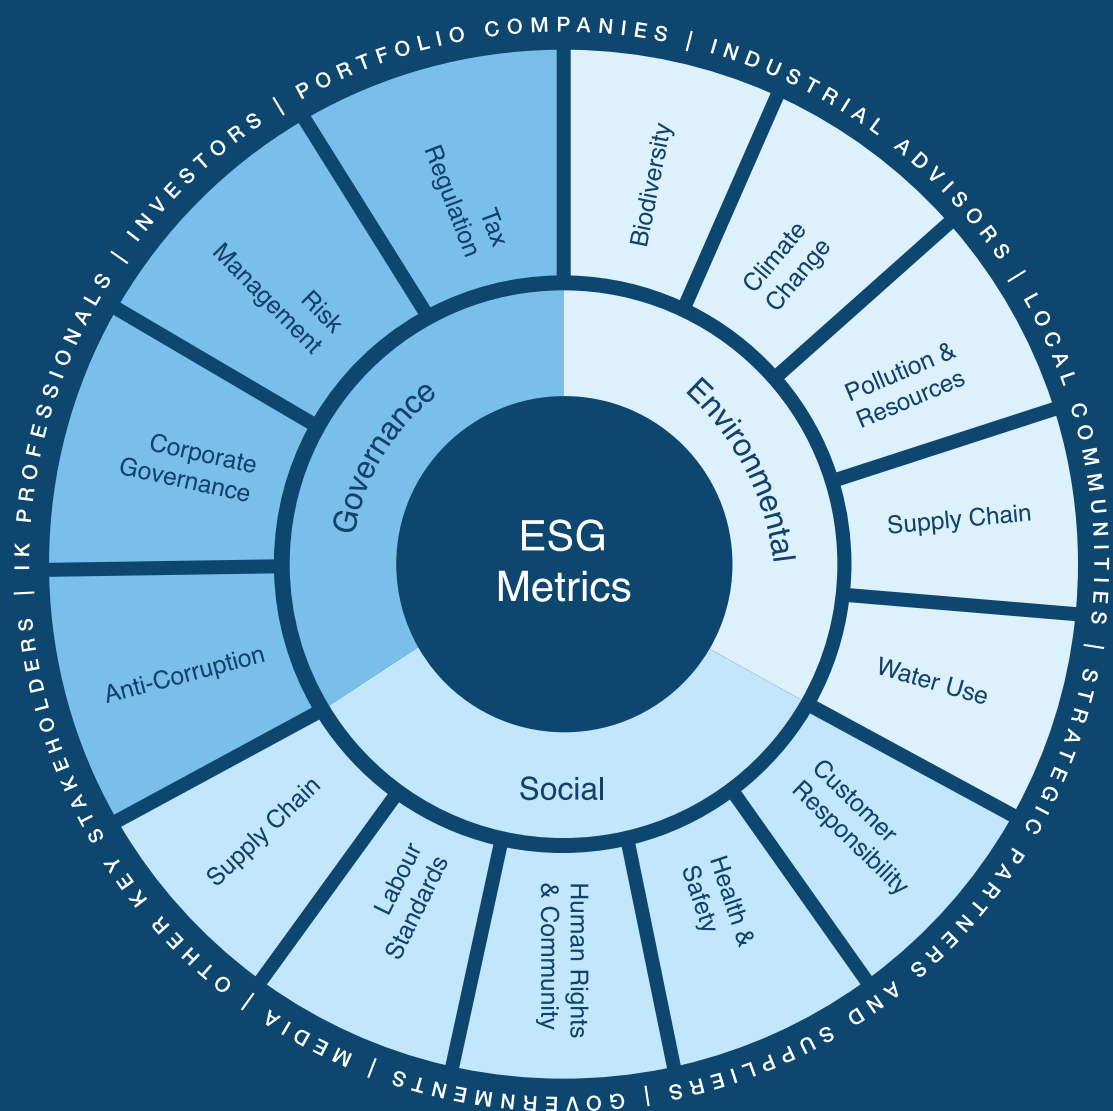 PORTFOLIO COMPANIES | INDUSTRIAL ADVISORS | LOCAL COMMUNITIES | STRATEGIC PARTNERS AND SUPPLIERS | GOVERNMENTS | MEDIA | OTHER KEY STAKEHOLDERS | IK PROFESSIONALS | INVESTORS |
Biodiversity
Climate
Change
Pollution &
Resources
Supply Chain
Water Use
Customer
Responsibility
Health &
Safety
Human Rights
& Community
Labour
Standards
Supply Chain
Anti-Corruption
Corporate
Governance
Risk
Management
Tax
Regulation
Environmental
Social
Governance
ESG
Metrics